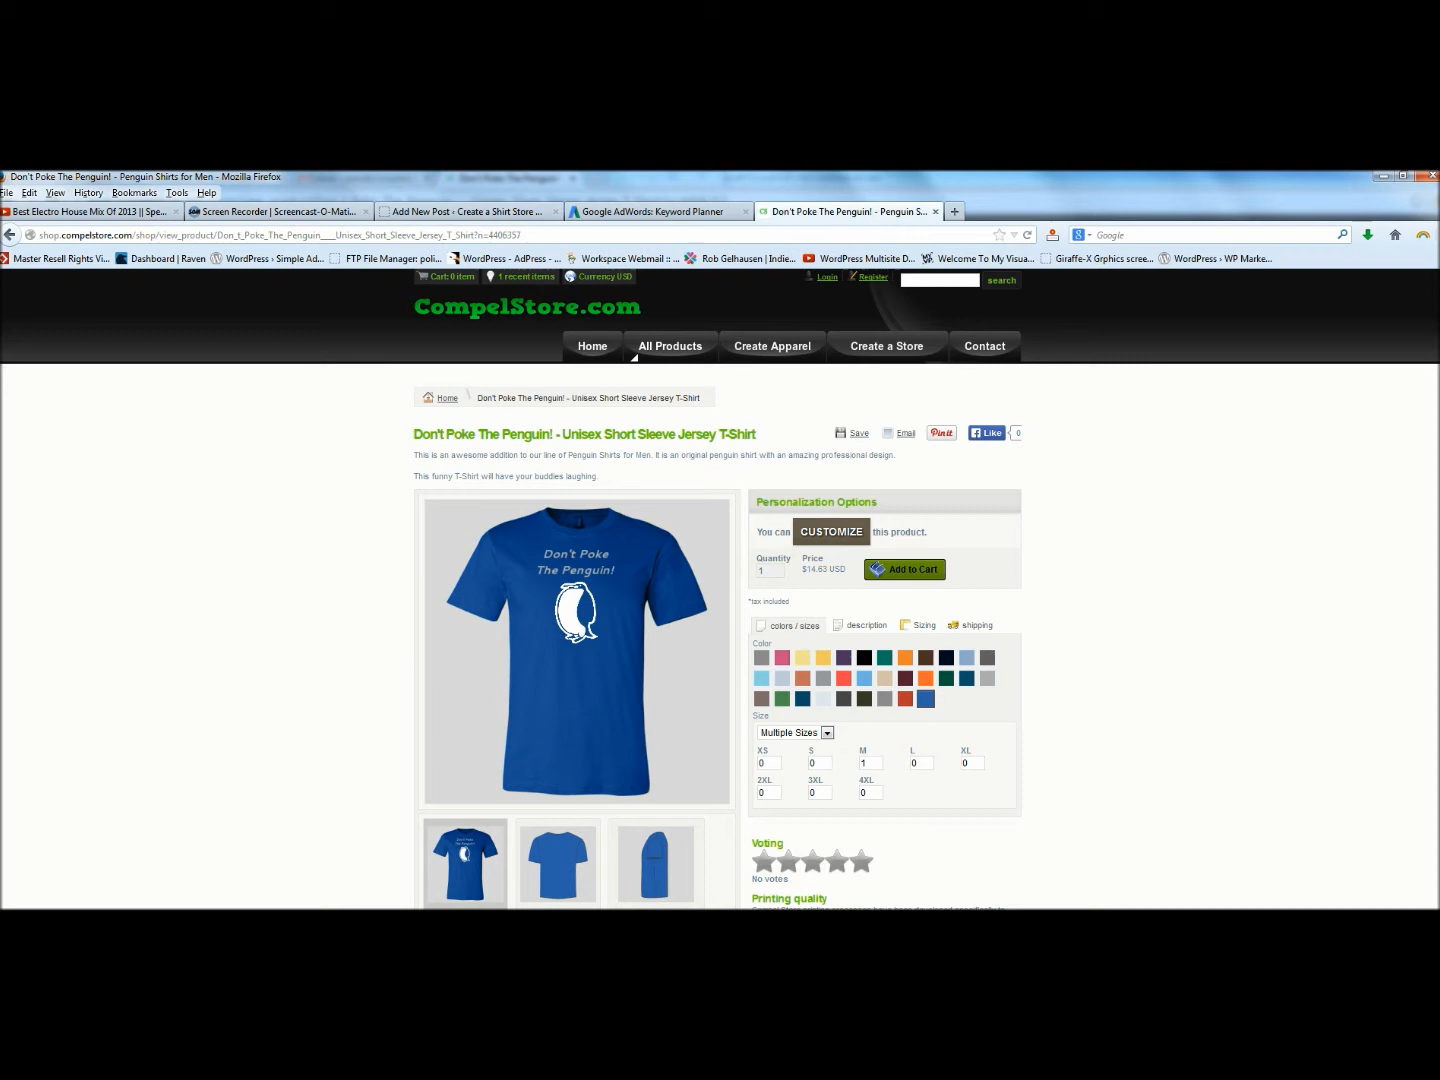 Don't Poke The Penguin! - Penguin Shirts for Men - Mozilla Firefox
File Edit View History Bookmarks Tools Help
Best Electro House Mix Of 2013 || Spe...
Screen Recorder | Screencast-O-Mati...
Add New Post ‹ Create a Shirt Store ...
Google AdWords: Keyword Planner
Don't Poke The Penguin! - Penguin S...
shop.compelstore.com/shop/view_product/Don_t_Poke_The_Penguin____Unisex_Short_Sleeve_Jersey_T_Shirt?n=4406357
Google
Master Resell Rights Vi...
Dashboard | Raven
WordPress › Simple Ad...
FTP File Manager: poli...
WordPress - AdPress - ...
Workspace Webmail :: ...
Rob Gelhausen | Indie...
WordPress Multisite D...
Welcome To My Visua...
Giraffe-X Grphics scree...
WordPress › WP Marke...
Cart: 0 item
1 recent items
Currency USD
Login
Register
search
CompelStore.com
Home
All Products
Create Apparel
Create a Store
Contact
Home
Don't Poke The Penguin! - Unisex Short Sleeve Jersey T-Shirt
Don't Poke The Penguin! - Unisex Short Sleeve Jersey T-Shirt
Save
Email
Pin it
Like
0
This is an awesome addition to our line of Penguin Shirts for Men. It is an original penguin shirt with an amazing professional design.
This funny T-Shirt will have your buddies laughing.
Don't Poke
The Penguin!
Personalization Options
You can CUSTOMIZE this product.
Quantity
1
Price
$14.63 USD
Add to Cart
*tax included
colors / sizes
description
Sizing
shipping
Color
Size
Multiple Sizes
XS S M L XL
0 0 1 0 0
2XL 3XL 4XL
0 0 0
Voting
No votes
Printing quality